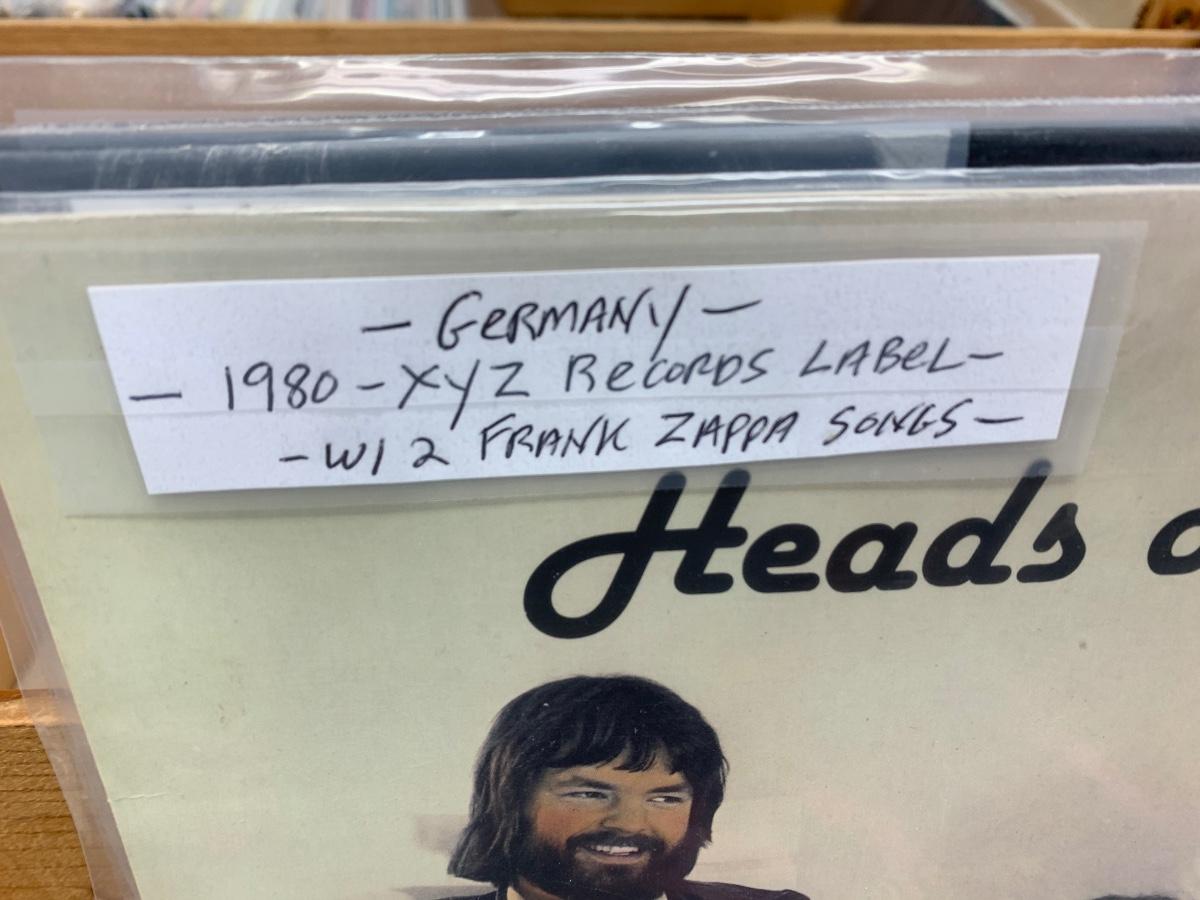 - GERMANY -
- 1980 - XYZ RECORDS LABEL -
- W/ 2 FRANK ZAPPA SONGS -
Heads